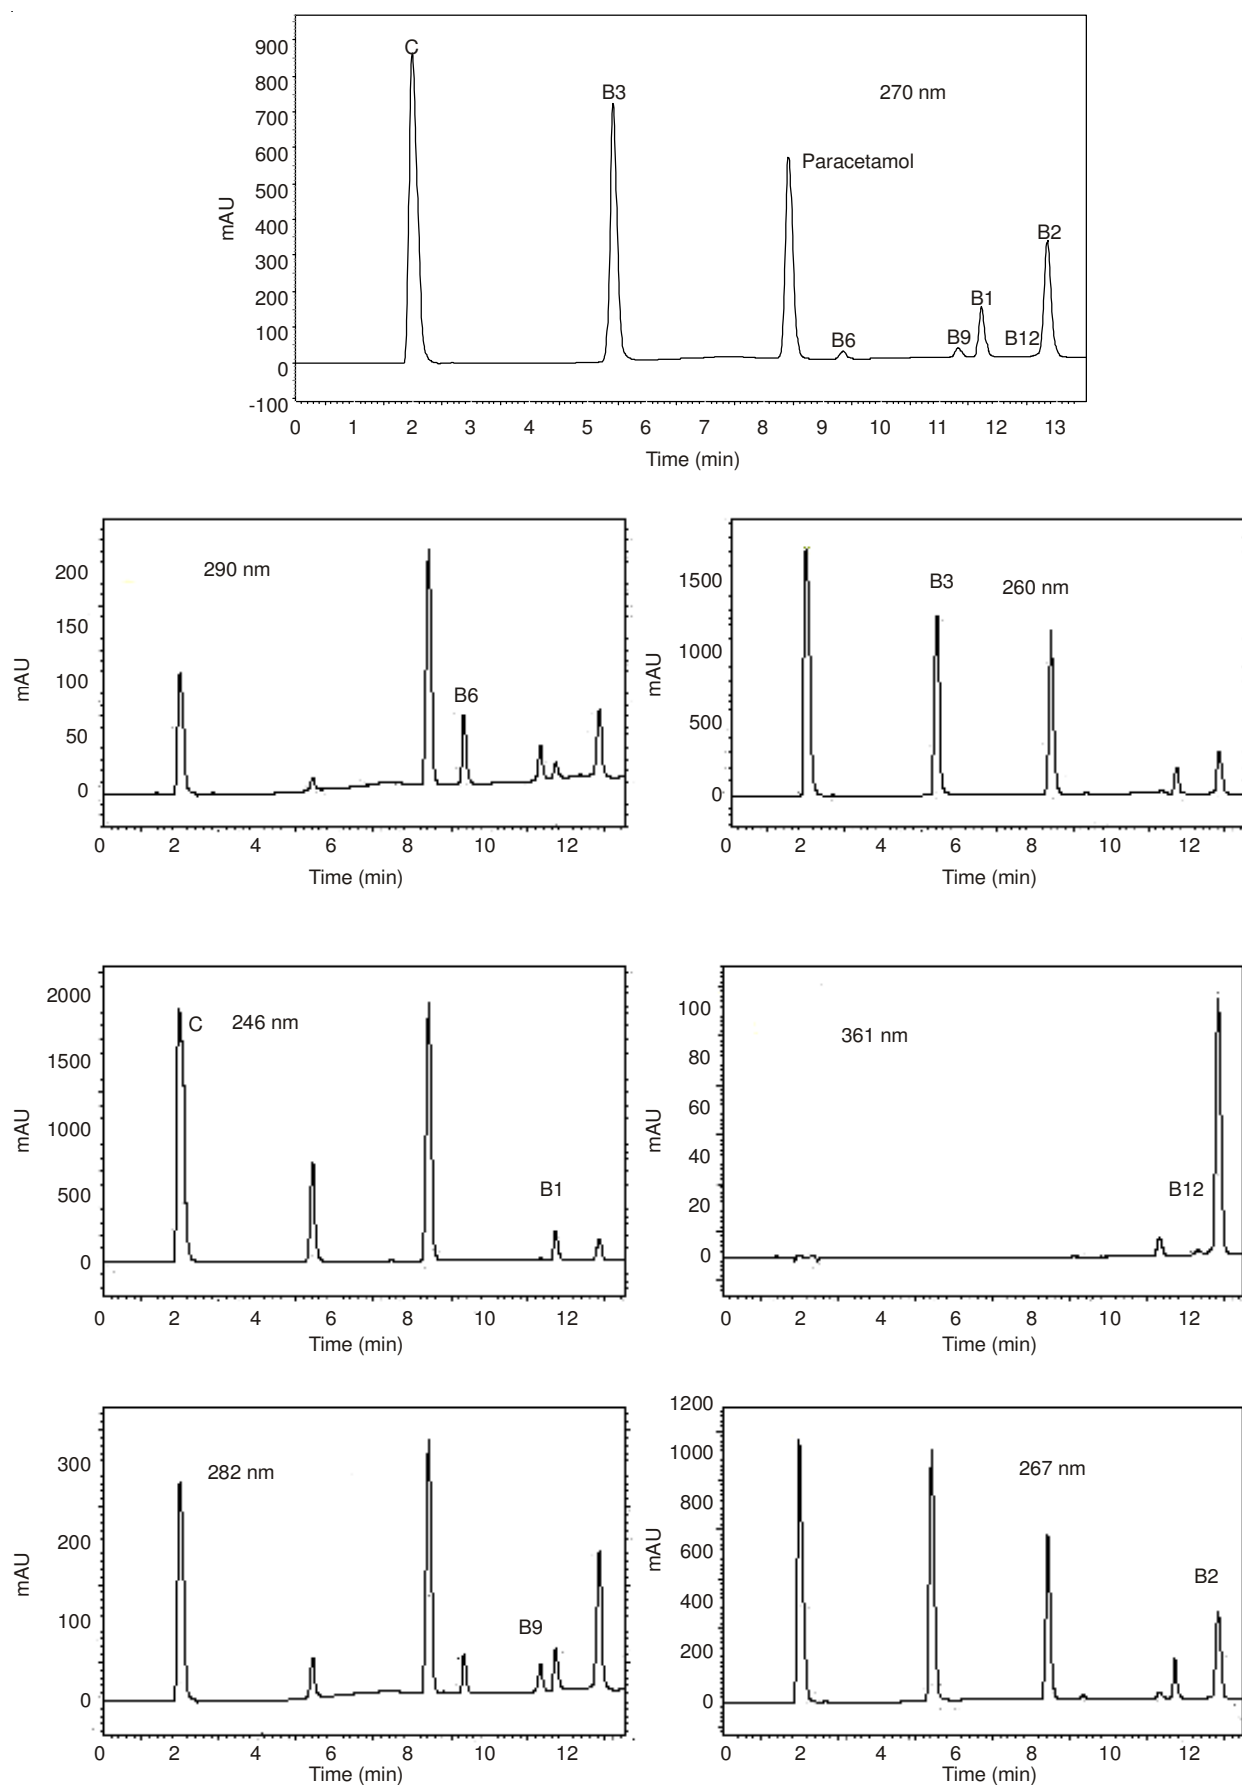 900
800
700
600
500
400
300
200
100
0
-100
mAU
C
B3
270 nm
Paracetamol
B6
B9
B1
B12
B2
0 1 2 3 4 5 6 7 8 9 10 11 12 13
Time (min)
200
150
100
50
0
mAU
290 nm
B6
0 2 4 6 8 10 12
Time (min)
1500
1000
500
0
mAU
B3
260 nm
0 2 4 6 8 10 12
Time (min)
2000
1500
1000
500
0
mAU
C
246 nm
B1
0 2 4 6 8 10 12
Time (min)
100
80
60
40
20
0
mAU
361 nm
B12
0 2 4 6 8 10 12
Time (min)
300
200
100
0
mAU
282 nm
B9
0 2 4 6 8 10 12
Time (min)
1200
1000
800
600
400
200
0
mAU
267 nm
B2
0 2 4 6 8 10 12
Time (min)